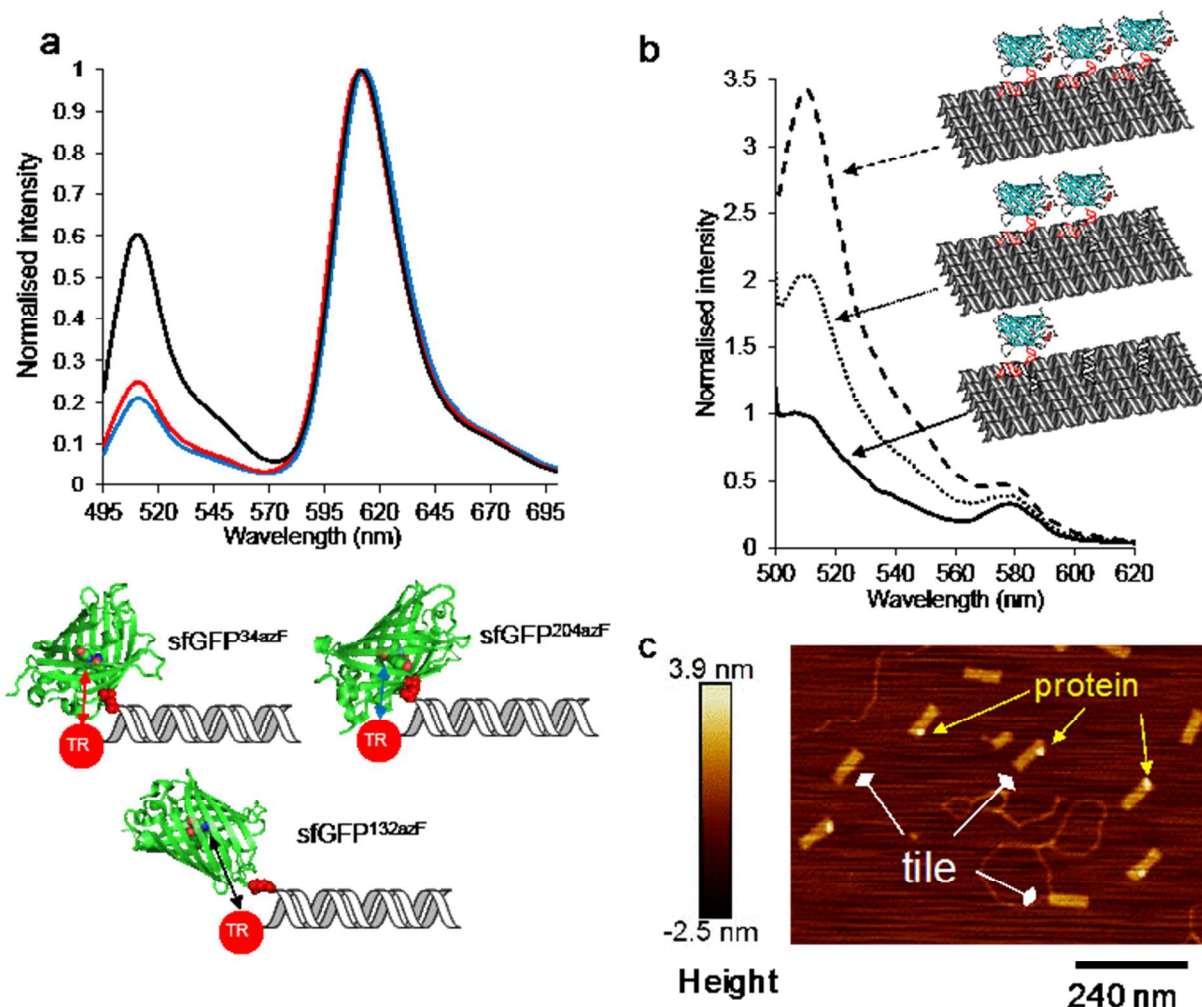 a
1
0.9
0.8
0.7
0.6
0.5
0.4
0.3
0.2
0.1
0
Normalised intensity
495 520 545 570 595 620 645 670 695
Wavelength (nm)
sfGFP34azF
TR
sfGFP204azF
TR
sfGFP132azF
TR
b
3.5
3
2.5
2
1.5
1
0.5
0
Normalised intensity
500 520 540 560 580 600 620
Wavelength (nm)
c
3.9 nm
-2.5 nm
Height
protein
tile
240 nm